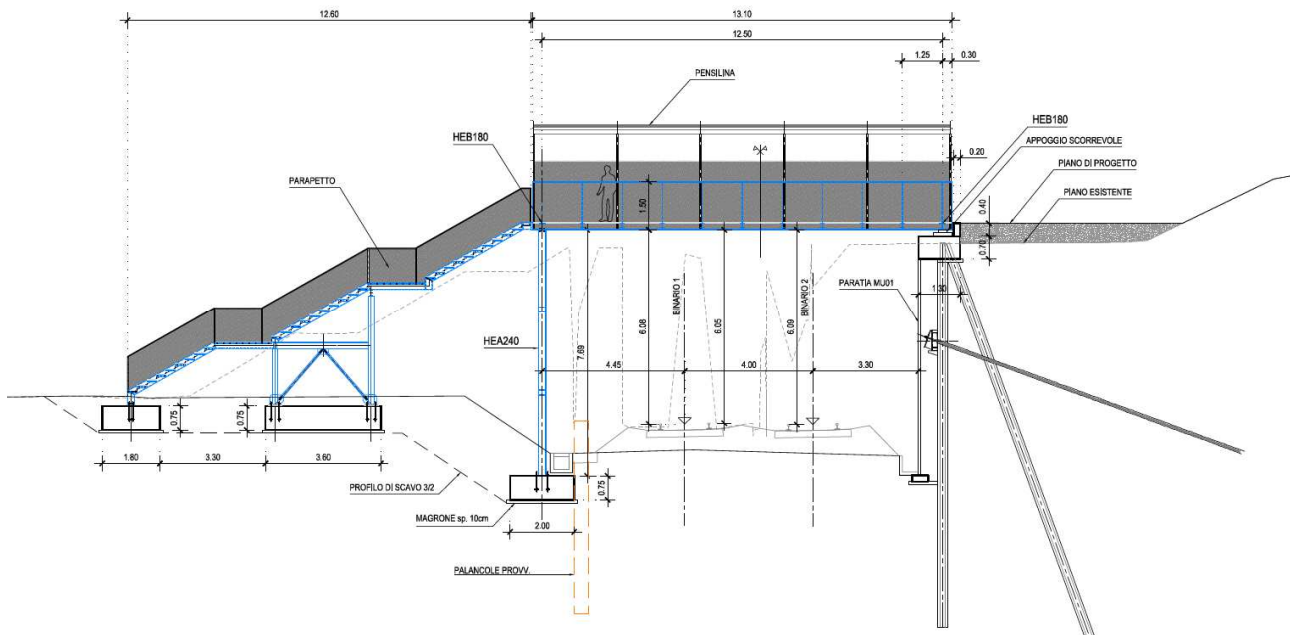 12.60
13.10
12.50
1.25
0.30
PENSILINA
HEB180
HEB180
APPOGGIO SCORREVOLE
0.20
PIANO DI PROGETTO
PIANO ESISTENTE
PARAPETTO
1.50
0.40
0.70
PARATIA MU01
1.30
BINARIO 1
BINARIO 2
6.08
6.05
6.09
7.69
HEA240
4.45
4.00
3.30
0.75
0.75
1.80
3.30
3.60
PROFILO DI SCAVO 3/2
0.75
MAGRONE sp. 10cm
2.00
PALANCOLE PROVV.